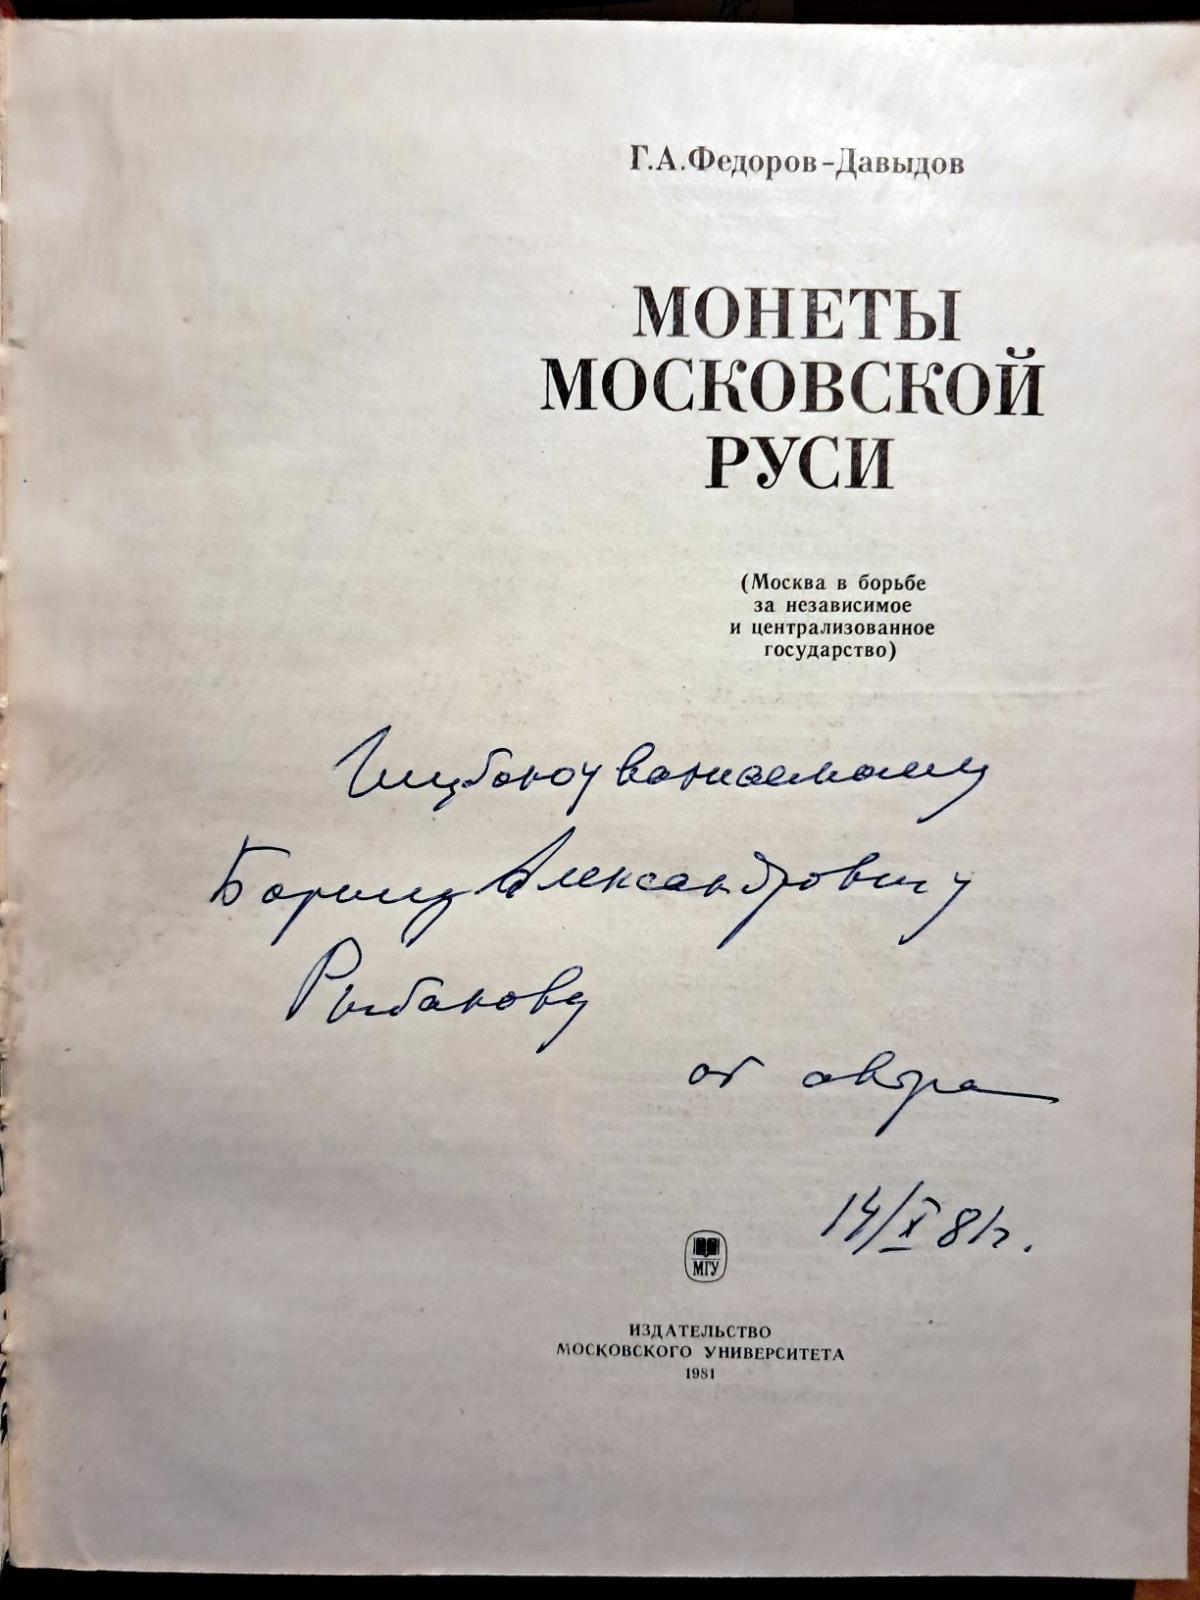 Г.А.Федоров-Давыдов
МОНЕТЫ
МОСКОВСКОЙ
РУСИ
(Москва в борьбе
за независимое
и централизованное
государство)
Глубокоуважаемому
Борису Александровичу
Рыбакову
от автора
14/X 81г.
МГУ
ИЗДАТЕЛЬСТВО
МОСКОВСКОГО УНИВЕРСИТЕТА
1981